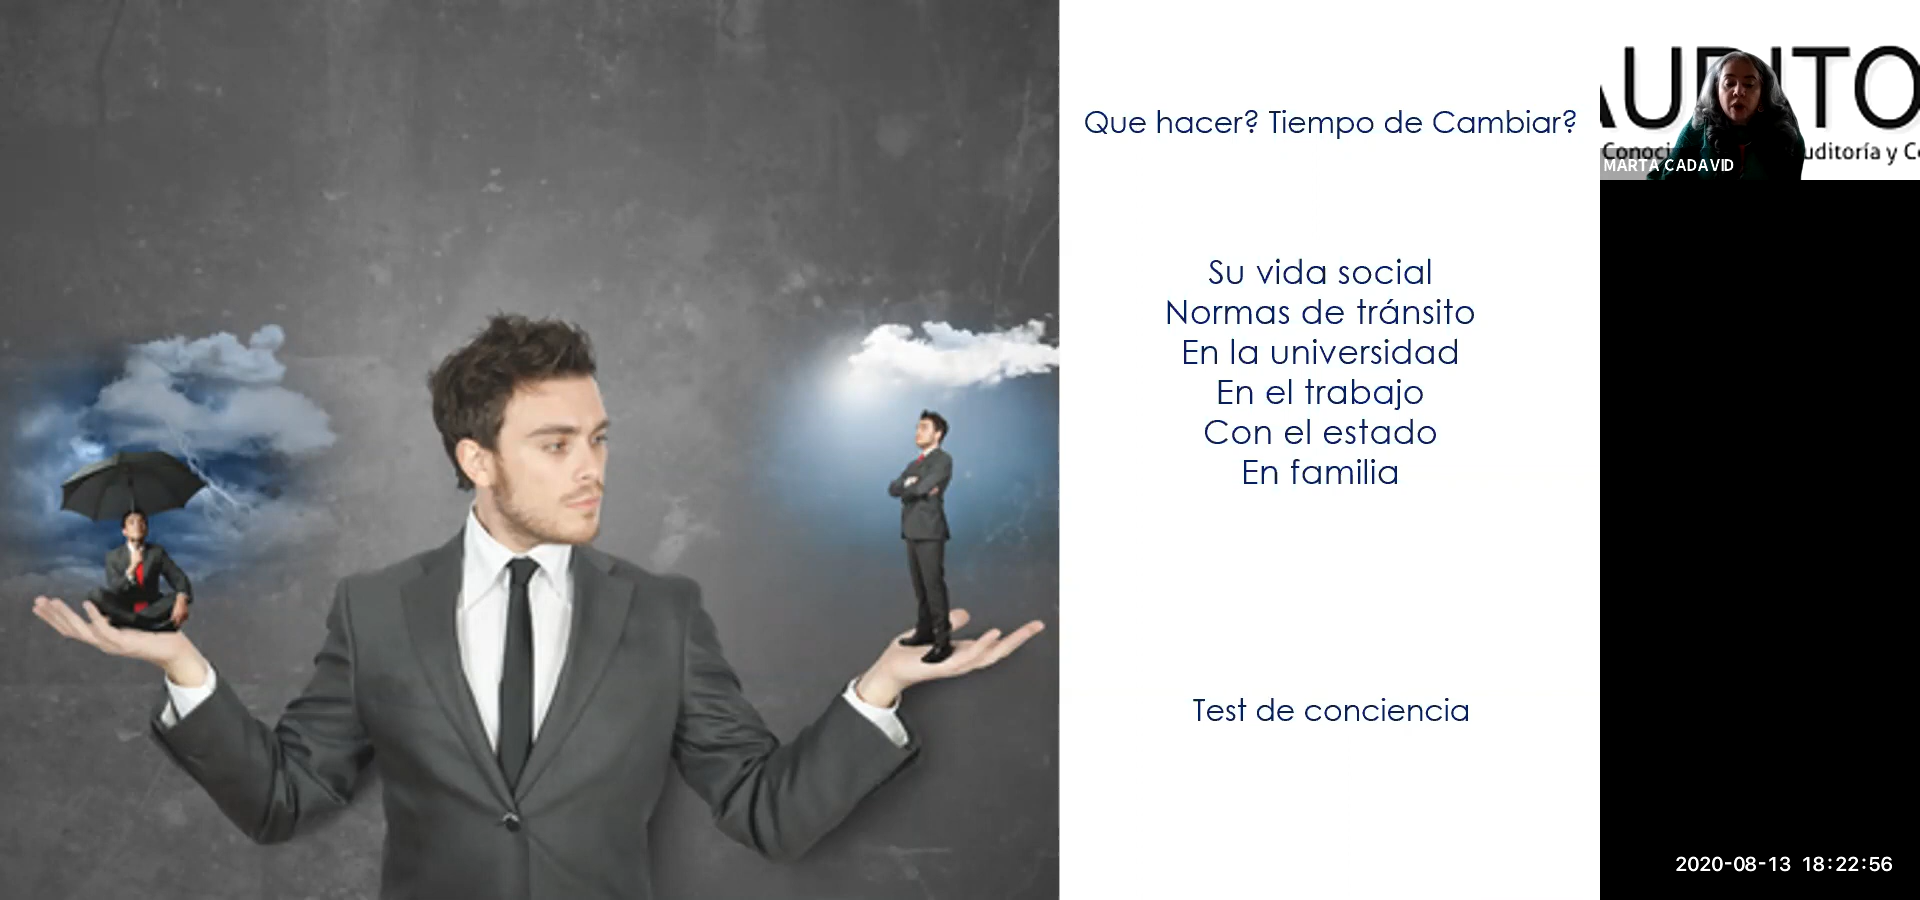 Que hacer? Tiempo de Cambiar?
Su vida social
Normas de tránsito
En la universidad
En el trabajo
Con el estado
En familia
Test de conciencia
MARTA CADAVID
2020-08-13 18:22:56